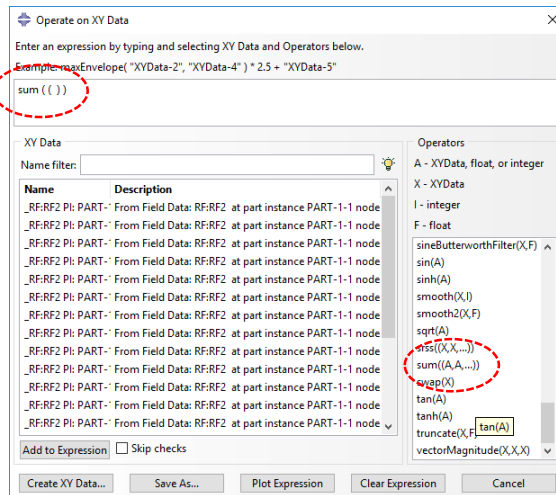 Operate on XY Data
Enter an expression by typing and selecting XY Data and Operators below.
Example: maxEnvelope( "XYData-2", "XYData-4" ) * 2.5 + "XYData-5"
sum ( ( ) )
XY Data
Name filter:
Name Description
_RF:RF2 PI: PART-1 From Field Data: RF:RF2 at part instance PART-1-1 node
_RF:RF2 PI: PART-1 From Field Data: RF:RF2 at part instance PART-1-1 node
_RF:RF2 PI: PART-1 From Field Data: RF:RF2 at part instance PART-1-1 node
_RF:RF2 PI: PART-1 From Field Data: RF:RF2 at part instance PART-1-1 node
_RF:RF2 PI: PART-1 From Field Data: RF:RF2 at part instance PART-1-1 node
_RF:RF2 PI: PART-1 From Field Data: RF:RF2 at part instance PART-1-1 node
_RF:RF2 PI: PART-1 From Field Data: RF:RF2 at part instance PART-1-1 node
_RF:RF2 PI: PART-1 From Field Data: RF:RF2 at part instance PART-1-1 node
_RF:RF2 PI: PART-1 From Field Data: RF:RF2 at part instance PART-1-1 node
_RF:RF2 PI: PART-1 From Field Data: RF:RF2 at part instance PART-1-1 node
_RF:RF2 PI: PART-1 From Field Data: RF:RF2 at part instance PART-1-1 node
_RF:RF2 PI: PART-1 From Field Data: RF:RF2 at part instance PART-1-1 node
_RF:RF2 PI: PART-1 From Field Data: RF:RF2 at part instance PART-1-1 node
Add to Expression Skip checks
Operators
A - XYData, float, or integer
X - XYData
I - integer
F - float
sineButterworthFilter(X,F)
sin(A)
sinh(A)
smooth(X,I)
smooth2(X,F)
sqrt(A)
srss((X,X,...))
sum((A,A,...))
swap(X)
tan(A)
tanh(A)
truncate(X,F)
tan(A)
vectorMagnitude(X,X,X)
Create XY Data... Save As... Plot Expression Clear Expression Cancel